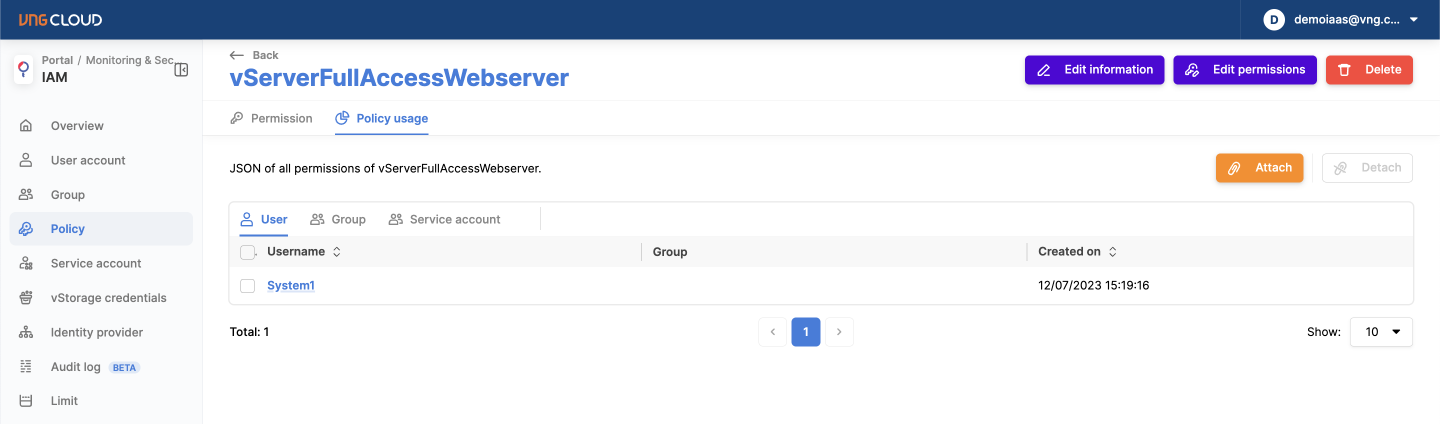 VNG CLOUD
D demoiaas@vng.c...
Portal / Monitoring & Sec
IAM
Overview
User account
Group
Policy
Service account
vStorage credentials
Identity provider
Audit log BETA
Limit
Back
vServerFullAccessWebserver
Edit information
Edit permissions
Delete
Permission
Policy usage
JSON of all permissions of vServerFullAccessWebserver.
Attach
Detach
User
Group
Service account
Username
Group
Created on
System1
12/07/2023 15:19:16
Total: 1
1
Show:
10